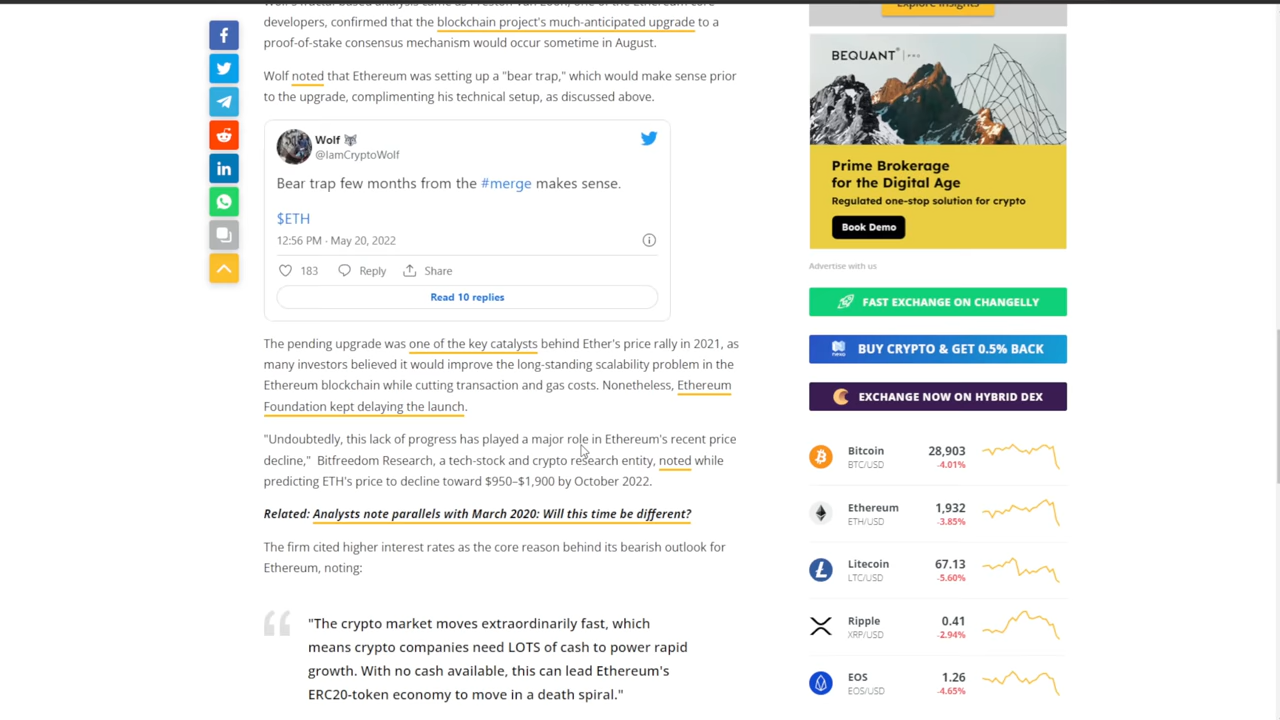 developers, confirmed that the blockchain project's much-anticipated upgrade to a
proof-of-stake consensus mechanism would occur sometime in August.
Wolf noted that Ethereum was setting up a "bear trap," which would make sense prior
to the upgrade, complimenting his technical setup, as discussed above.
Wolf
@IamCryptoWolf
Bear trap few months from the #merge makes sense.
$ETH
12:56 PM · May 20, 2022
183 Reply Share
Read 10 replies
The pending upgrade was one of the key catalysts behind Ether's price rally in 2021, as
many investors believed it would improve the long-standing scalability problem in the
Ethereum blockchain while cutting transaction and gas costs. Nonetheless, Ethereum
Foundation kept delaying the launch.
"Undoubtedly, this lack of progress has played a major role in Ethereum's recent price
decline," Bitfreedom Research, a tech-stock and crypto research entity, noted while
predicting ETH's price to decline toward $950–$1,900 by October 2022.
Related: Analysts note parallels with March 2020: Will this time be different?
The firm cited higher interest rates as the core reason behind its bearish outlook for
Ethereum, noting:
"The crypto market moves extraordinarily fast, which
means crypto companies need LOTS of cash to power rapid
growth. With no cash available, this can lead Ethereum's
ERC20-token economy to move in a death spiral."
Explore Insights
BEQUANT
Prime Brokerage
for the Digital Age
Regulated one-stop solution for crypto
Book Demo
Advertise with us
FAST EXCHANGE ON CHANGELLY
nexo BUY CRYPTO & GET 0.5% BACK
EXCHANGE NOW ON HYBRID DEX
Bitcoin 28,903
BTC/USD -4.01%
Ethereum 1,932
ETH/USD -3.85%
Litecoin 67.13
LTC/USD -5.60%
Ripple 0.41
XRP/USD -2.94%
EOS 1.26
EOS/USD -4.65%